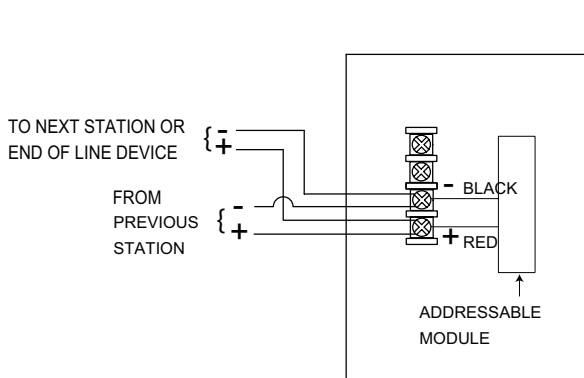 TO NEXT STATION OR
END OF LINE DEVICE
{ -
+
FROM
PREVIOUS
STATION
{ -
+
- BLACK
+ RED
ADDRESSABLE
MODULE